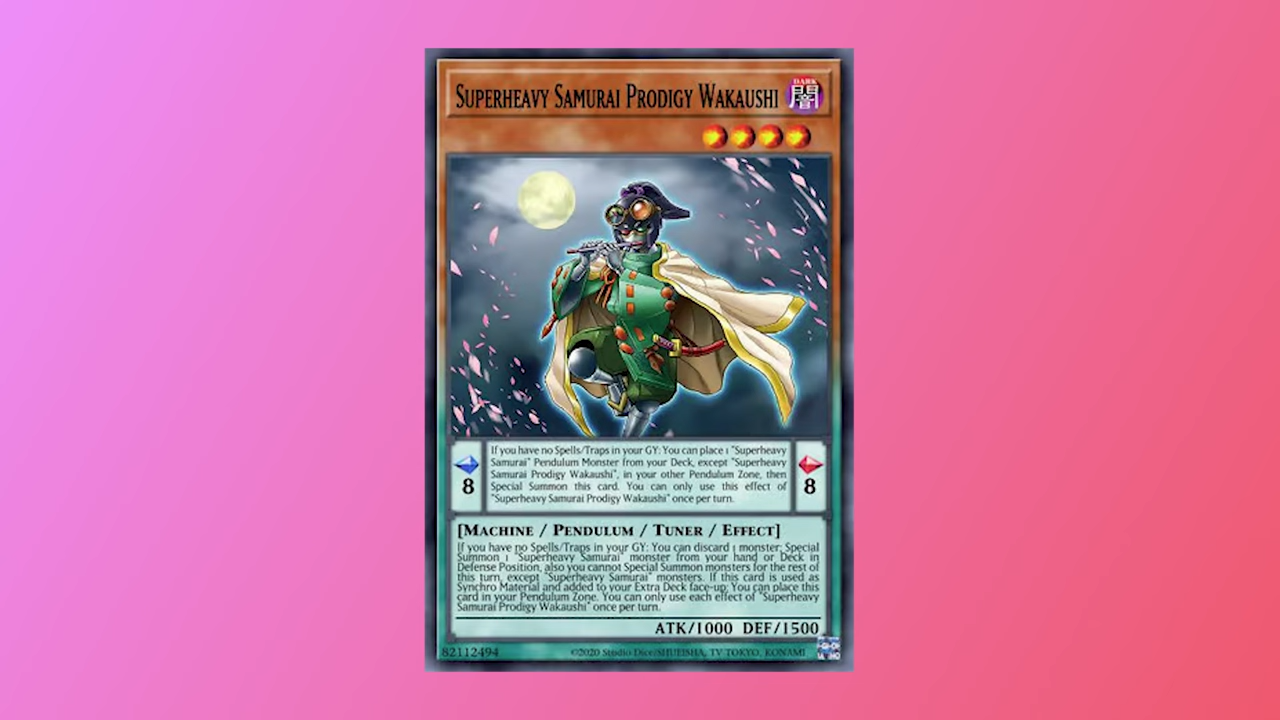 SUPERHEAVY SAMURAI PRODIGY WAKAUSHI
DARK
闇
If you have no Spells/Traps in your GY: You can place 1 "Superheavy
Samurai" Pendulum Monster from your Deck, except "Superheavy
Samurai Prodigy Wakaushi", in your other Pendulum Zone, then
Special Summon this card. You can only use this effect of
"Superheavy Samurai Prodigy Wakaushi" once per turn.
8
8
[MACHINE / PENDULUM / TUNER / EFFECT]
If you have no Spells/Traps in your GY: You can discard 1 monster; Special
Summon 1 "Superheavy Samurai" monster from your hand or Deck in
Defense Position, also you cannot Special Summon monsters for the rest of
this turn, except "Superheavy Samurai" monsters. If this card is used as
Synchro Material and added to your Extra Deck face-up: You can place this
card in your Pendulum Zone. You can only use each effect of "Superheavy
Samurai Prodigy Wakaushi" once per turn.
ATK/1000 DEF/1500
82112494
©2020 Studio Dice/SHUEISHA, TV TOKYO, KONAMI